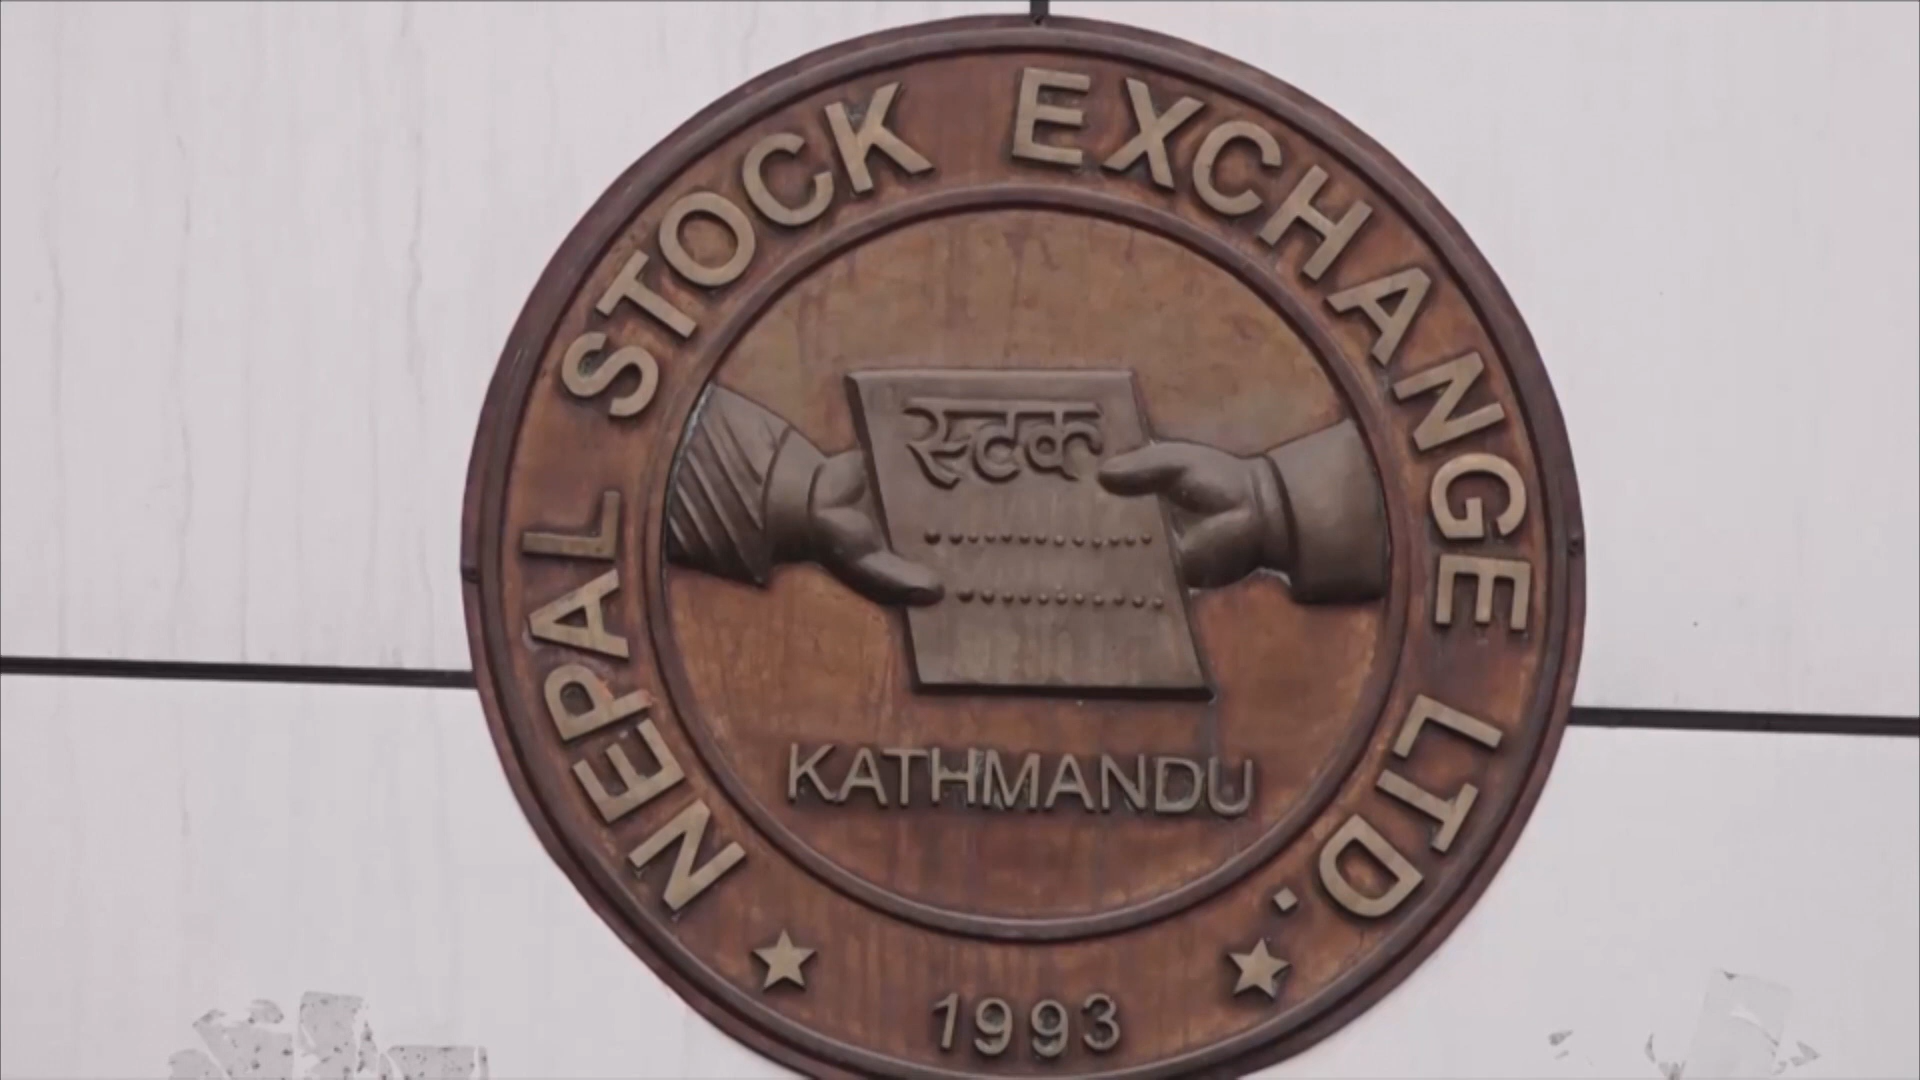 NEPAL STOCK EXCHANGE LTD.
स्टक
KATHMANDU
1993